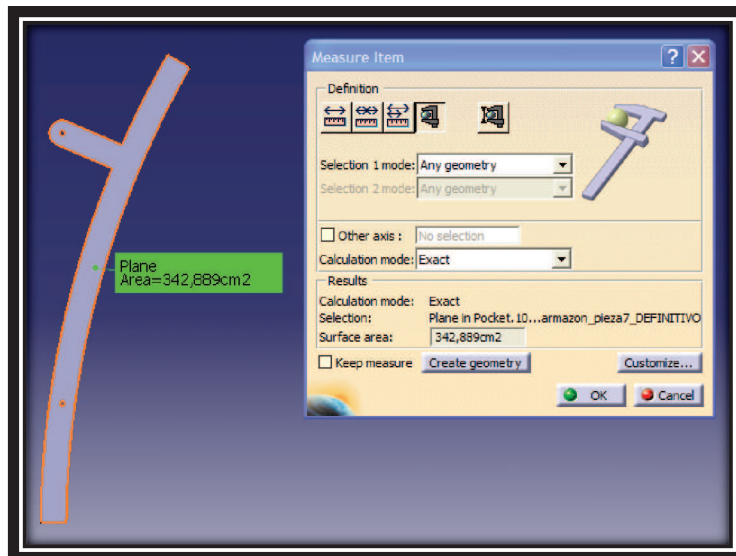 Measure Item
Definition
Selection 1 mode: Any geometry
Selection 2 mode: Any geometry
Other axis : No selection
Calculation mode: Exact
Results
Calculation mode: Exact
Selection: Plane in Pocket.10...armazon_pieza7_DEFINITIVO
Surface area: 342,889cm2
Keep measure Create geometry Customize...
OK Cancel
Plane
Area=342,889cm2